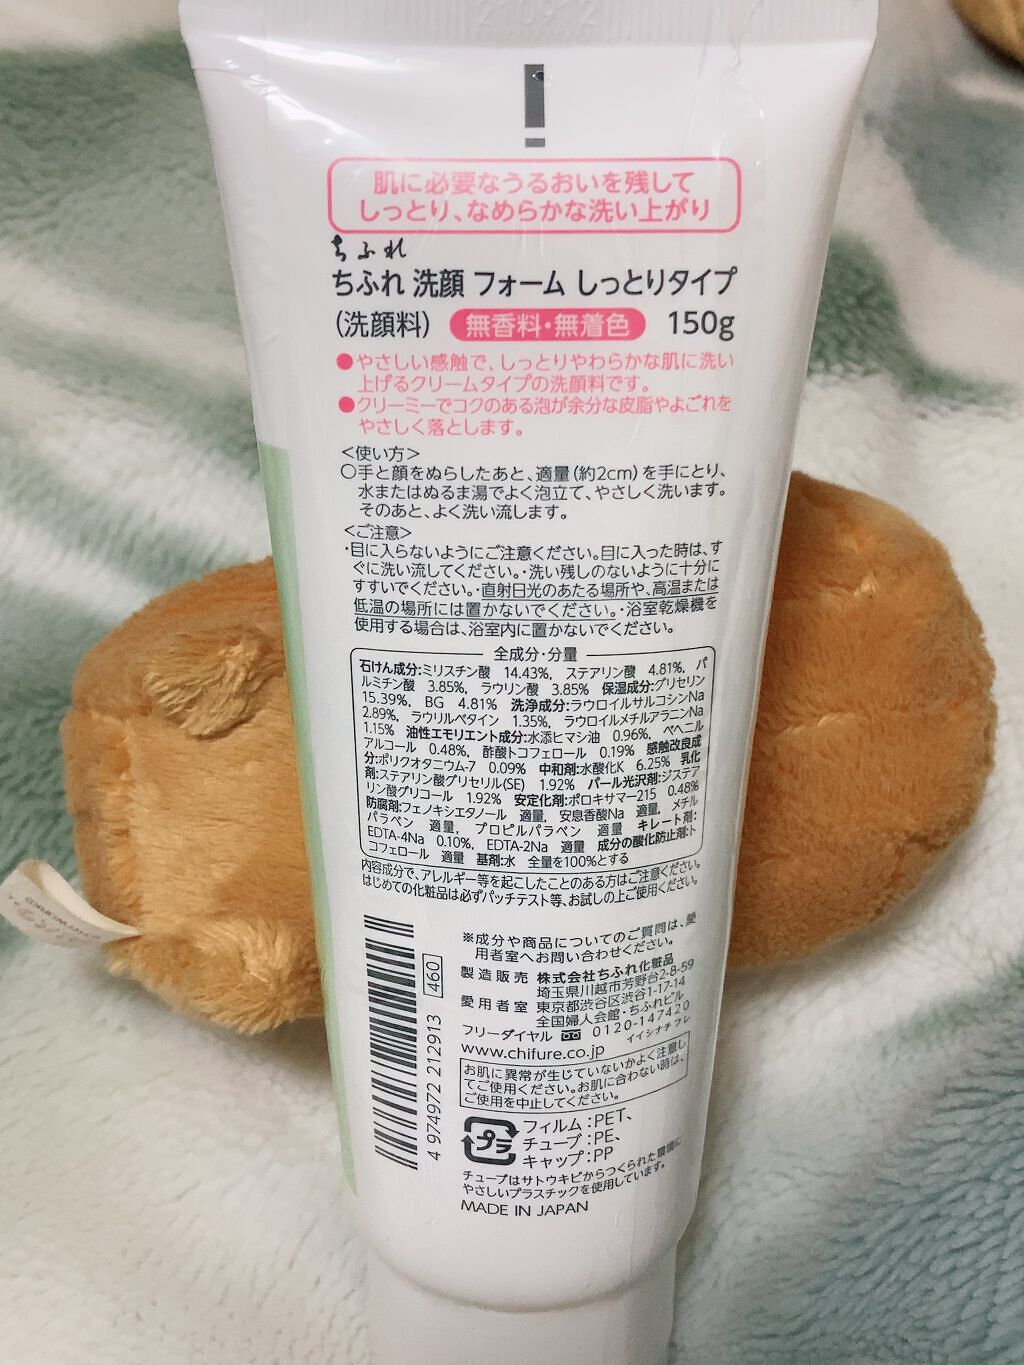 肌に必要なうるおいを残して
しっとり、なめらかな洗い上がり
ちふれ
ちふれ 洗顔 フォーム しっとりタイプ
(洗顔料) 無香料・無着色 150g
●やさしい感触で、しっとりやわらかな肌に洗い
上げるクリームタイプの洗顔料です。
●クリーミーでコクのある泡が余分な皮脂やよごれを
やさしく落とします。
<使い方>
○手と顔をぬらしたあと、適量(約2cm)を手にとり、
水またはぬるま湯でよく泡立て、やさしく洗います。
そのあと、よく洗い流します。
<ご注意>
・目に入らないようにご注意ください。目に入った時は、す
ぐに洗い流してください。・洗い残しのないように十分に
すすいでください。・直射日光のあたる場所や、高温または
低温の場所には置かないでください。・浴室乾燥機を
使用する場合は、浴室内に置かないでください。
全成分・分量
石けん成分:ミリスチン酸 14.43%, ステアリン酸 4.81%, パ
ルミチン酸 3.85%, ラウリン酸 3.85% 保湿成分:グリセリン
15.39%, BG 4.81% 洗浄成分:ラウロイルサルコシンNa
2.89%, ラウリルベタイン 1.35%, ラウロイルメチルアラニンNa
1.15% 油性エモリエント成分:水添ヒマシ油 0.96%, ベヘニル
アルコール 0.48%, 酢酸トコフェロール 0.19% 感触改良成
分:ポリクオタニウム-7 0.09% 中和剤:水酸化K 6.25% 乳化
剤:ステアリン酸グリセリル(SE) 1.92% パール光沢剤:ジステア
リン酸グリコール 1.92% 安定化剤:ポロキサマー215 0.48%
防腐剤:フェノキシエタノール 適量, 安息香酸Na 適量, メチル
パラベン 適量, プロピルパラベン 適量 キレート剤:
EDTA-4Na 0.10%, EDTA-2Na 適量 成分の酸化防止剤:ト
コフェロール 適量 基剤:水 全量を100%とする
内容成分で、アレルギー等を起こしたことのある方はご注意ください。
はじめての化粧品は必ずパッチテスト等、お試しの上ご使用ください。
※成分や商品についてのご質問は、愛
用者室へお問い合わせください。
製造販売 株式会社ちふれ化粧品
埼玉県川越市芳野台2-8-59
愛用者室 東京都渋谷区渋谷1-17-14
全国婦人会館・ちふれビル
フリーダイヤル 0120-147420
イイシナチフレ
www.chifure.co.jp
お肌に異常が生じていないかよく注意し
てご使用ください。お肌に合わない時は、
ご使用を中止してください。
460
4 974972 212913
プラ
フィルム:PET、
チューブ:PE、
キャップ:PP
チューブはサトウキビからつくられた環境に
やさしいプラスチックを使用しています。
MADE IN JAPAN